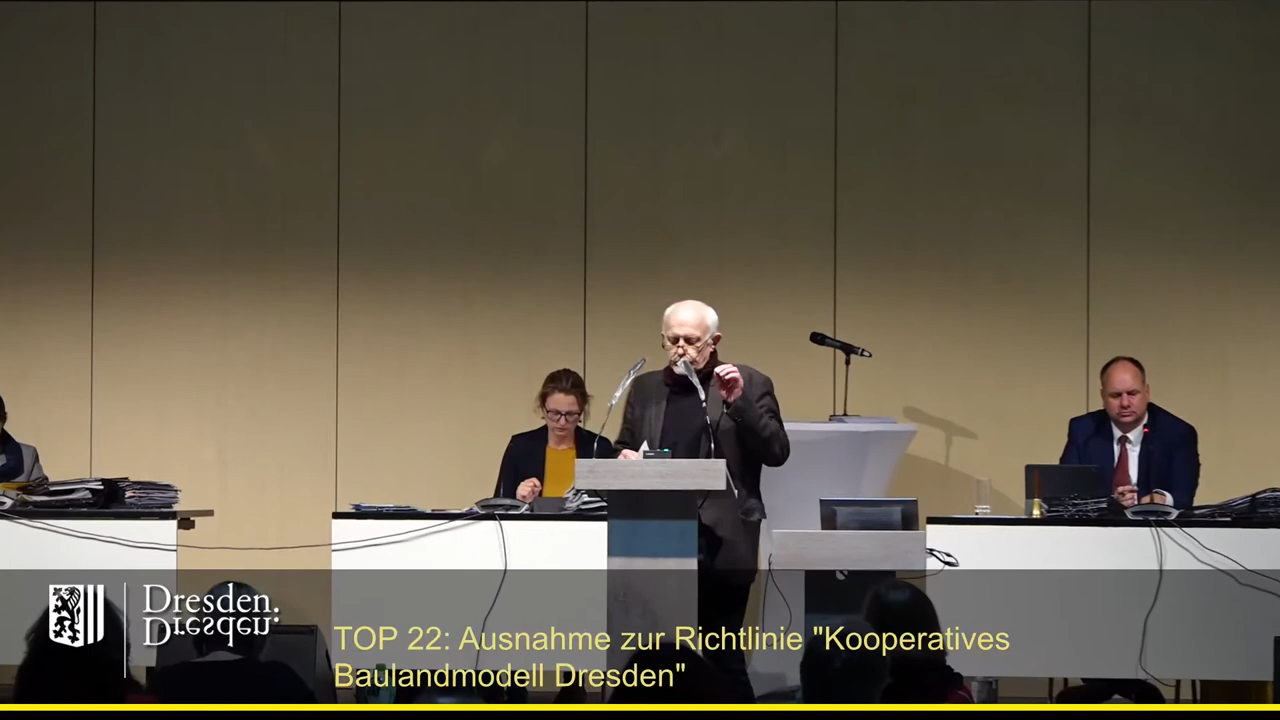 Dresden.
Dresden.
TOP 22: Ausnahme zur Richtlinie "Kooperatives
Baulandmodell Dresden"